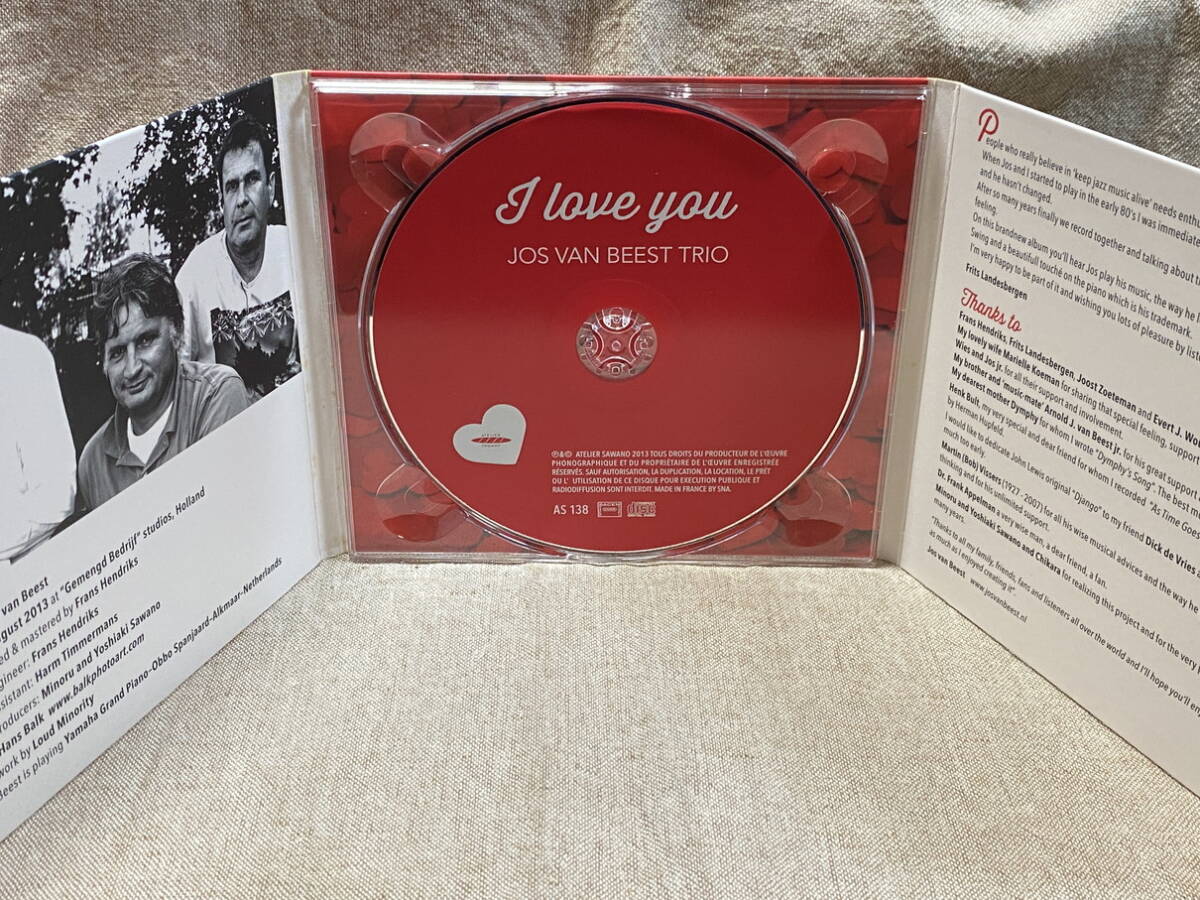 van Beest
ugust 2013 at "Gemengd Bedrijf" studios, Holland
ed & mastered by Frans Hendriks
gineer: Frans Hendriks
ssistant: Harm Timmermans
roducers: Minoru and Yoshiaki Sawano
Hans Balk www.balkphotoart.com
work by Loud Minority
Beest is playing Yamaha Grand Piano-Obbo Spanjaard-Alkmaar-Netherlands
I love you
JOS VAN BEEST TRIO
ATELIER
SAWANO
℗&© ATELIER SAWANO 2013 TOUS DROITS DU PRODUCTEUR DE L'ŒUVRE
PHONOGRAPHIQUE ET DU PROPRIÉTAIRE DE L'ŒUVRE ENREGISTRÉE
RÉSERVÉS. SAUF AUTORISATION, LA DUPLICATION, LA LOCATION, LE PRÉT
OU L' UTILISATION DE CE DISQUE POUR EXECUTION PUBLIQUE ET
RADIODIFFUSION SONT INTERDIT. MADE IN FRANCE BY SNA.
AS 138
People who really believe in 'keep jazz music alive' needs enthu
When Jos and I started to play in the early 80's I was immediate
and he hasn't changed.
After so many years finally we record together and talking about t
feeling.
On this brandnew album you'll hear Jos play his music, the way he l
Swing and a beautifull touché on the piano which is his trademark.
I'm very happy to be part of it and wishing you lots of pleasure by liste
Frits Landesbergen
Thanks to
Frans Hendriks, Frits Landesbergen, Joost Zoeteman and Evert J. Wo
My lovely wife Marielle Koeman for sharing that special feeling, support
Wies and Jos jr. for all their support and involvement.
My brother and 'music-mate' Arnold J. van Beest jr. for his great suppor
My dearest mother Dymphy for whom I wrote "Dymphy's Song". The best m
Henk Bult, my very special and dear friend for whom I recorded "As Time Goes
by Herman Hupfeld
I would like to dedicate John Lewis original "Django" to my friend Dick de Vries
much too early.
Martin (Bob) Viscers (1927 - 2007) for all his wise musical advices and the way he
thinking and for his unlimited support.
Dr. Frank Appelman a very wise man, a dear friend, a fan.
Minoru and Yoshiaki Sawano and Chikara for realizing this project and for the very
many years.
"Thanks to all my family, friends, fans and listeners all over the world and I'll hope you'll en
as much as I enjoyed creating it".
Jos van Beest www.josvanbeest.nl